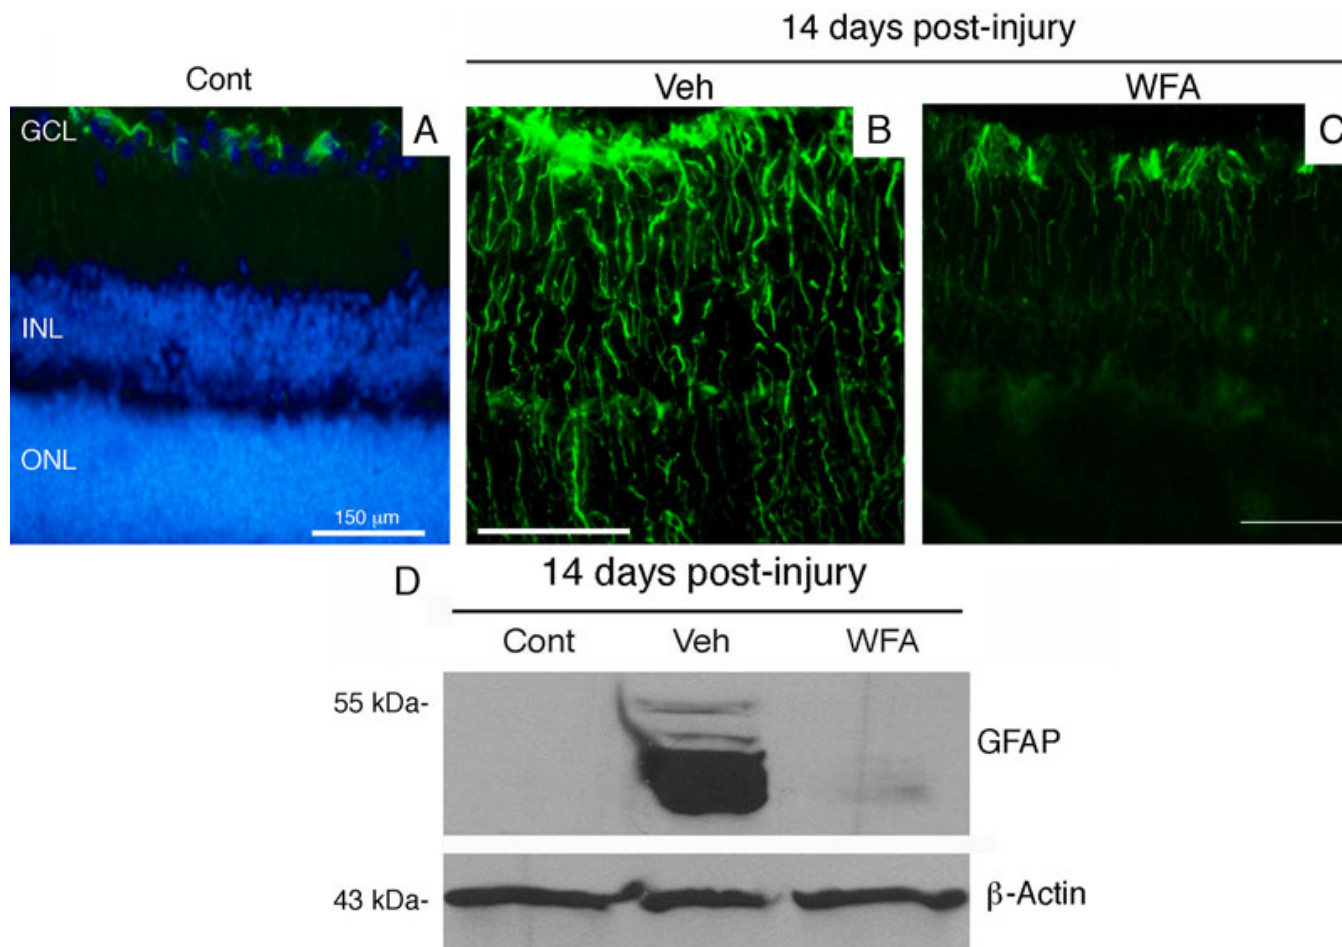 14 days post-injury
Cont
Veh
WFA
GCL
A
B
C
INL
ONL
150 μm
D
14 days post-injury
Cont
Veh
WFA
55 kDa-
GFAP
43 kDa-
β-Actin